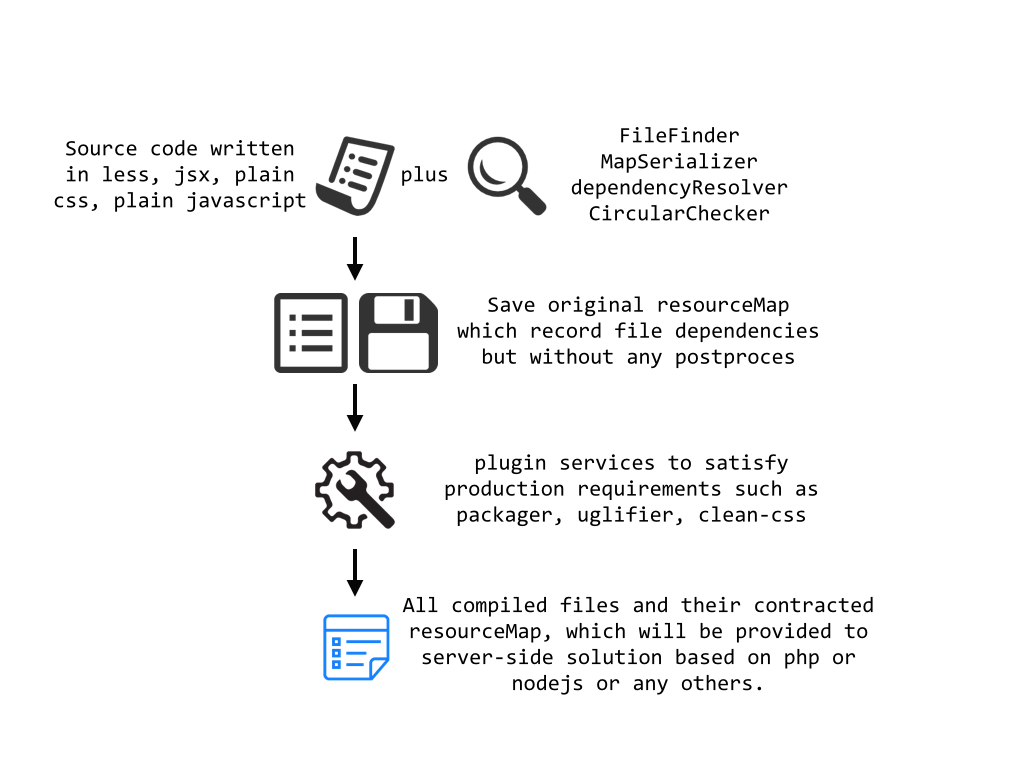 Source code written
in less, jsx, plain
css, plain javascript
plus
FileFinder
MapSerializer
dependencyResolver
CircularChecker
Save original resourceMap
which record file dependencies
but without any postproces
plugin services to satisfy
production requirements such as
packager, uglifier, clean-css
All compiled files and their contracted
resourceMap, which will be provided to
server-side solution based on php or
nodejs or any others.